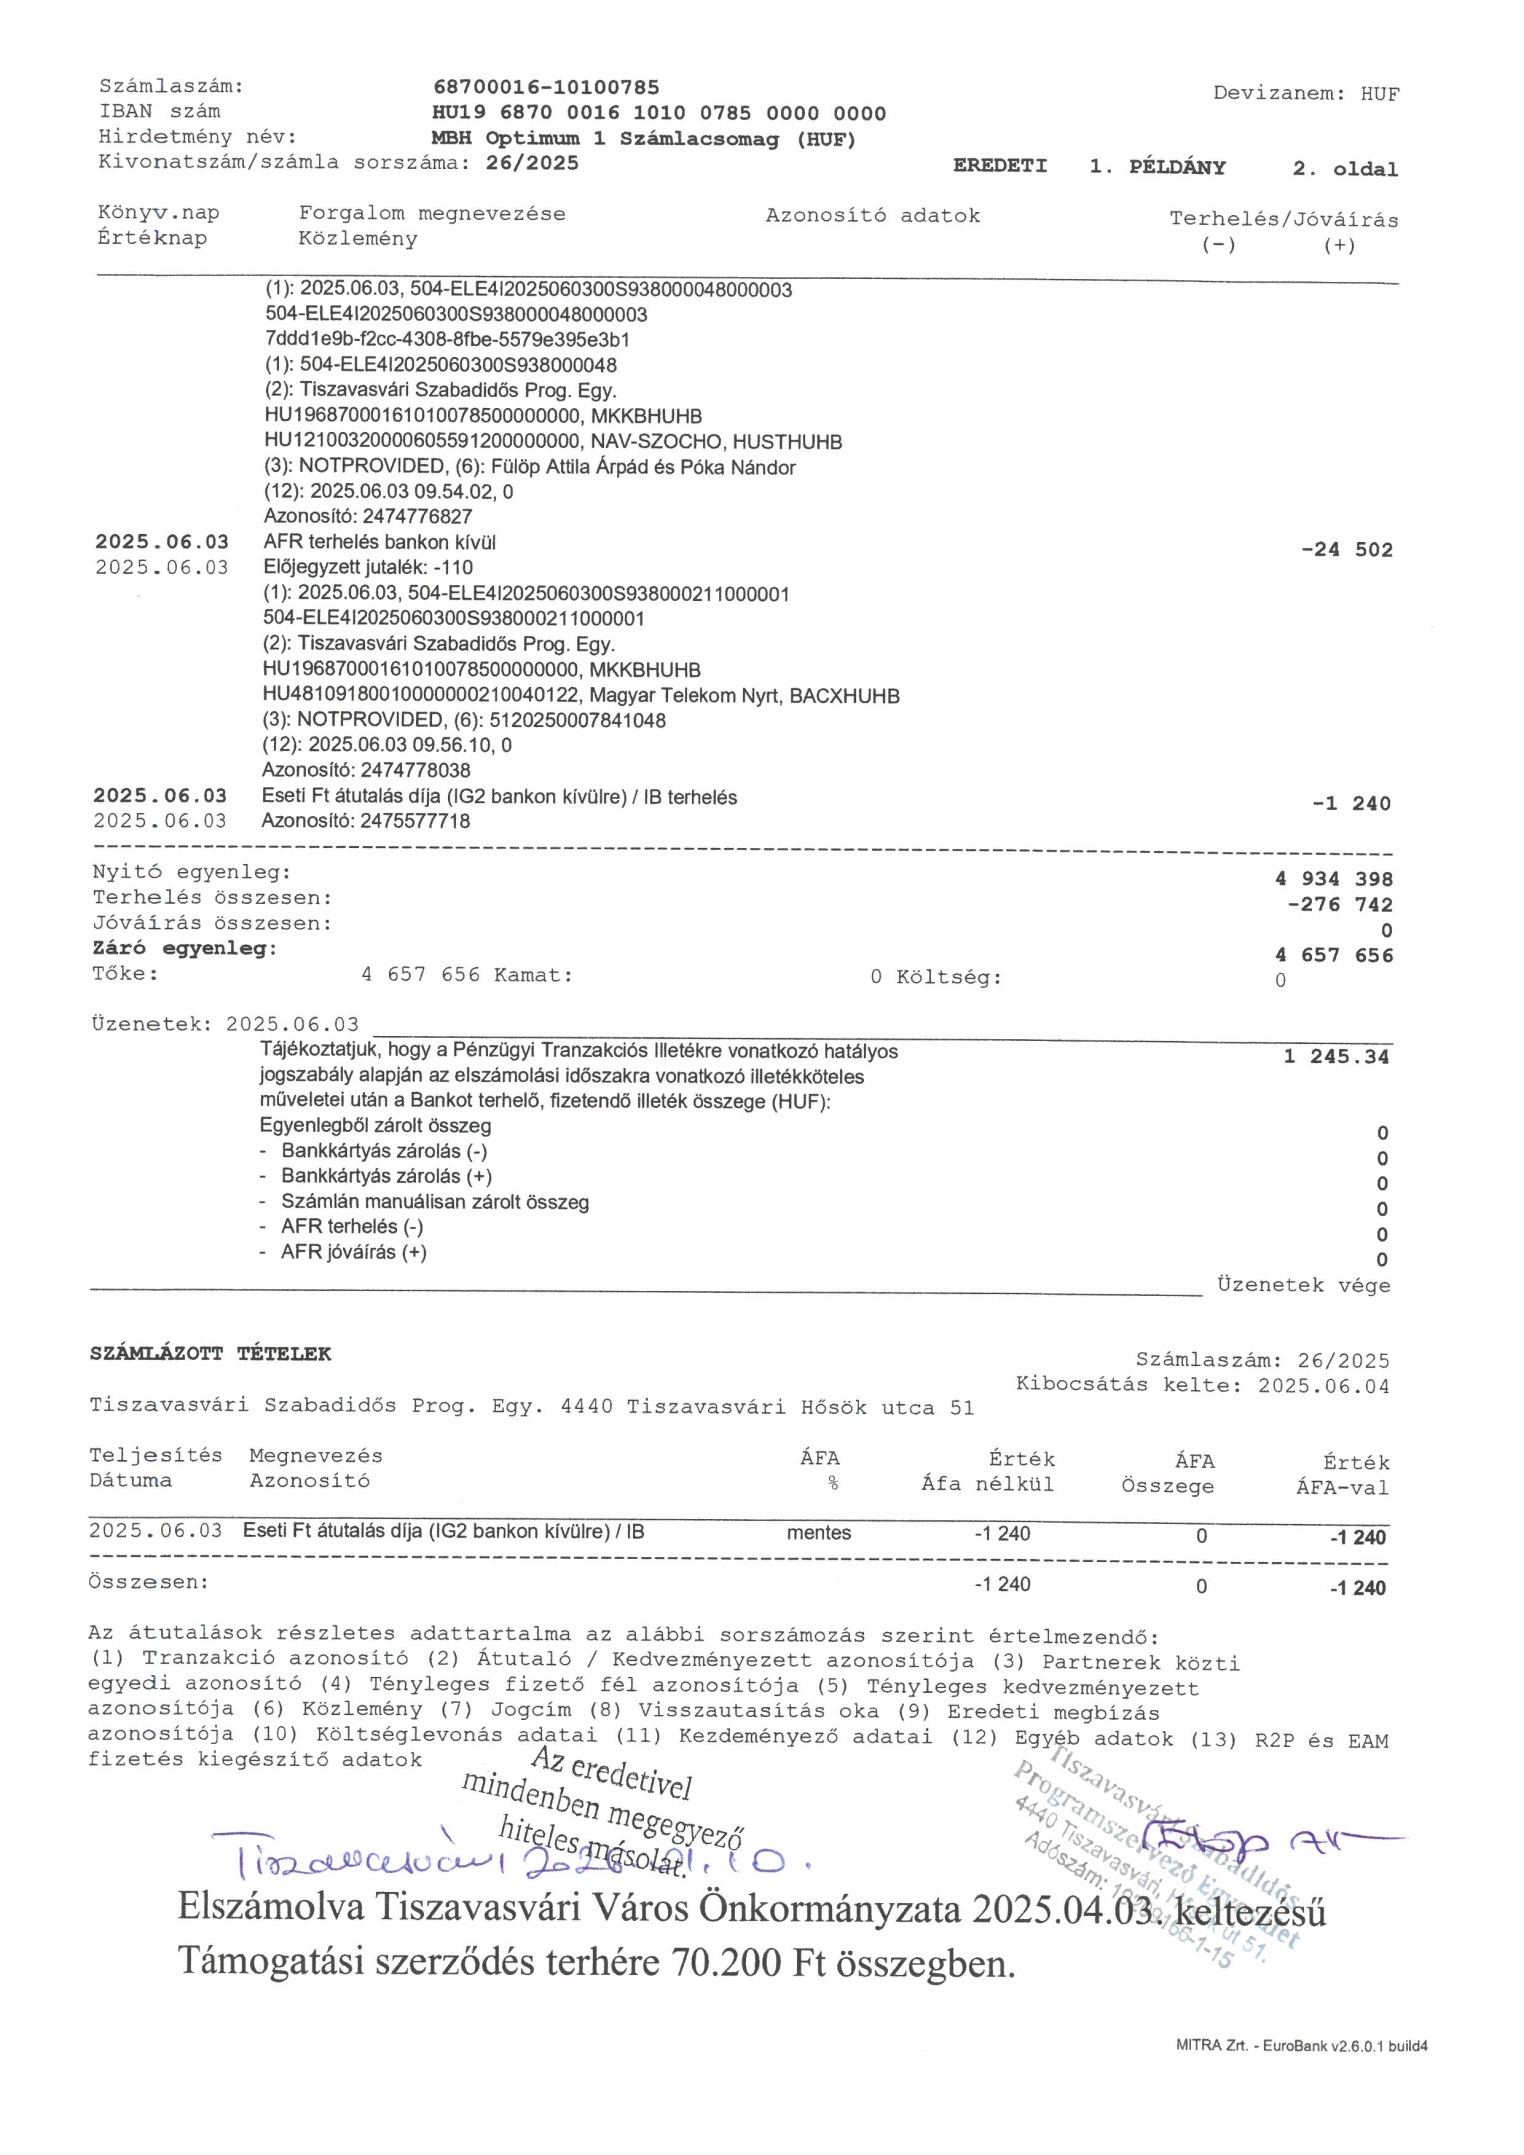 Számlaszám: 68700016-10100785 Devizanem: HUF
IBAN szám HU19 6870 0016 1010 0785 0000 0000
Hirdetmény név: MBH Optimum 1 Számlacsomag (HUF)
Kivonatszám/számla sorszáma: 26/2025 EREDETI 1. PÉLDÁNY 2. oldal
Könyv.nap Forgalom megnevezése Azonosító adatok Terhelés/Jóváírás
Értéknap Közlemény (-) (+)
(1): 2025.06.03, 504-ELE4I2025060300S938000048000003
504-ELE4I2025060300S938000048000003
7ddd1e9b-f2cc-4308-8fbe-5579e395e3b1
(1): 504-ELE4I2025060300S938000048
(2): Tiszavasvári Szabadidős Prog. Egy.
HU19687000161010078500000000, MKKBHUHB
HU12100320000605591200000000, NAV-SZOCHO, HUSTHUHB
(3): NOTPROVIDED, (6): Fülöp Attila Árpád és Póka Nándor
(12): 2025.06.03 09.54.02, 0
Azonosító: 2474776827
2025.06.03 AFR terhelés bankon kívül -24 502
2025.06.03 Előjegyzett jutalék: -110
(1): 2025.06.03, 504-ELE4I2025060300S938000211000001
504-ELE4I2025060300S938000211000001
(2): Tiszavasvári Szabadidős Prog. Egy.
HU19687000161010078500000000, MKKBHUHB
HU48109180010000000210040122, Magyar Telekom Nyrt, BACXHUHB
(3): NOTPROVIDED, (6): 5120250007841048
(12): 2025.06.03 09.56.10, 0
Azonosító: 2474778038
2025.06.03 Eseti Ft átutalás díja (IG2 bankon kívülre) / IB terhelés -1 240
2025.06.03 Azonosító: 2475577718
Nyitó egyenleg: 4 934 398
Terhelés összesen: -276 742
Jóváírás összesen: 0
Záró egyenleg: 4 657 656
Tőke: 4 657 656 Kamat: 0 Költség: 0
Üzenetek: 2025.06.03
Tájékoztatjuk, hogy a Pénzügyi Tranzakciós Illetékre vonatkozó hatályos 1 245.34
jogszabály alapján az elszámolási időszakra vonatkozó illetékköteles
műveletei után a Bankot terhelő, fizetendő illeték összege (HUF):
Egyenlegből zárolt összeg 0
- Bankkártyás zárolás (-) 0
- Bankkártyás zárolás (+) 0
- Számlán manuálisan zárolt összeg 0
- AFR terhelés (-) 0
- AFR jóváírás (+) 0
Üzenetek vége
SZÁMLÁZOTT TÉTELEK Számlaszám: 26/2025
Kibocsátás kelte: 2025.06.04
Tiszavasvári Szabadidős Prog. Egy. 4440 Tiszavasvári Hősök utca 51
Teljesítés Megnevezés ÁFA Érték ÁFA Érték
Dátuma Azonosító % Áfa nélkül Összege ÁFA-val
2025.06.03 Eseti Ft átutalás díja (IG2 bankon kívülre) / IB mentes -1 240 0 -1 240
Összesen: -1 240 0 -1 240
Az átutalások részletes adattartalma az alábbi sorszámozás szerint értelmezendő:
(1) Tranzakció azonosító (2) Átutaló / Kedvezményezett azonosítója (3) Partnerek közti
egyedi azonosító (4) Tényleges fizető fél azonosítója (5) Tényleges kedvezményezett
azonosítója (6) Közlemény (7) Jogcím (8) Visszautasítás oka (9) Eredeti megbízás
azonosítója (10) Költséglevonás adatai (11) Kezdeményező adatai (12) Egyéb adatok (13) R2P és EAM
fizetés kiegészítő adatok
Az eredetivel
mindenben megegyező
hiteles másolat.
Tiszavasvári 2026.01.10.
Tiszavasvári Szabadidős
Programszervező Egyesület
4440 Tiszavasvári, Hősök út 51.
Adószám:
Elszámolva Tiszavasvári Város Önkormányzata 2025.04.03. keltezésű
Támogatási szerződés terhére 70.200 Ft összegben.
MITRA Zrt. - EuroBank v2.6.0.1 build4